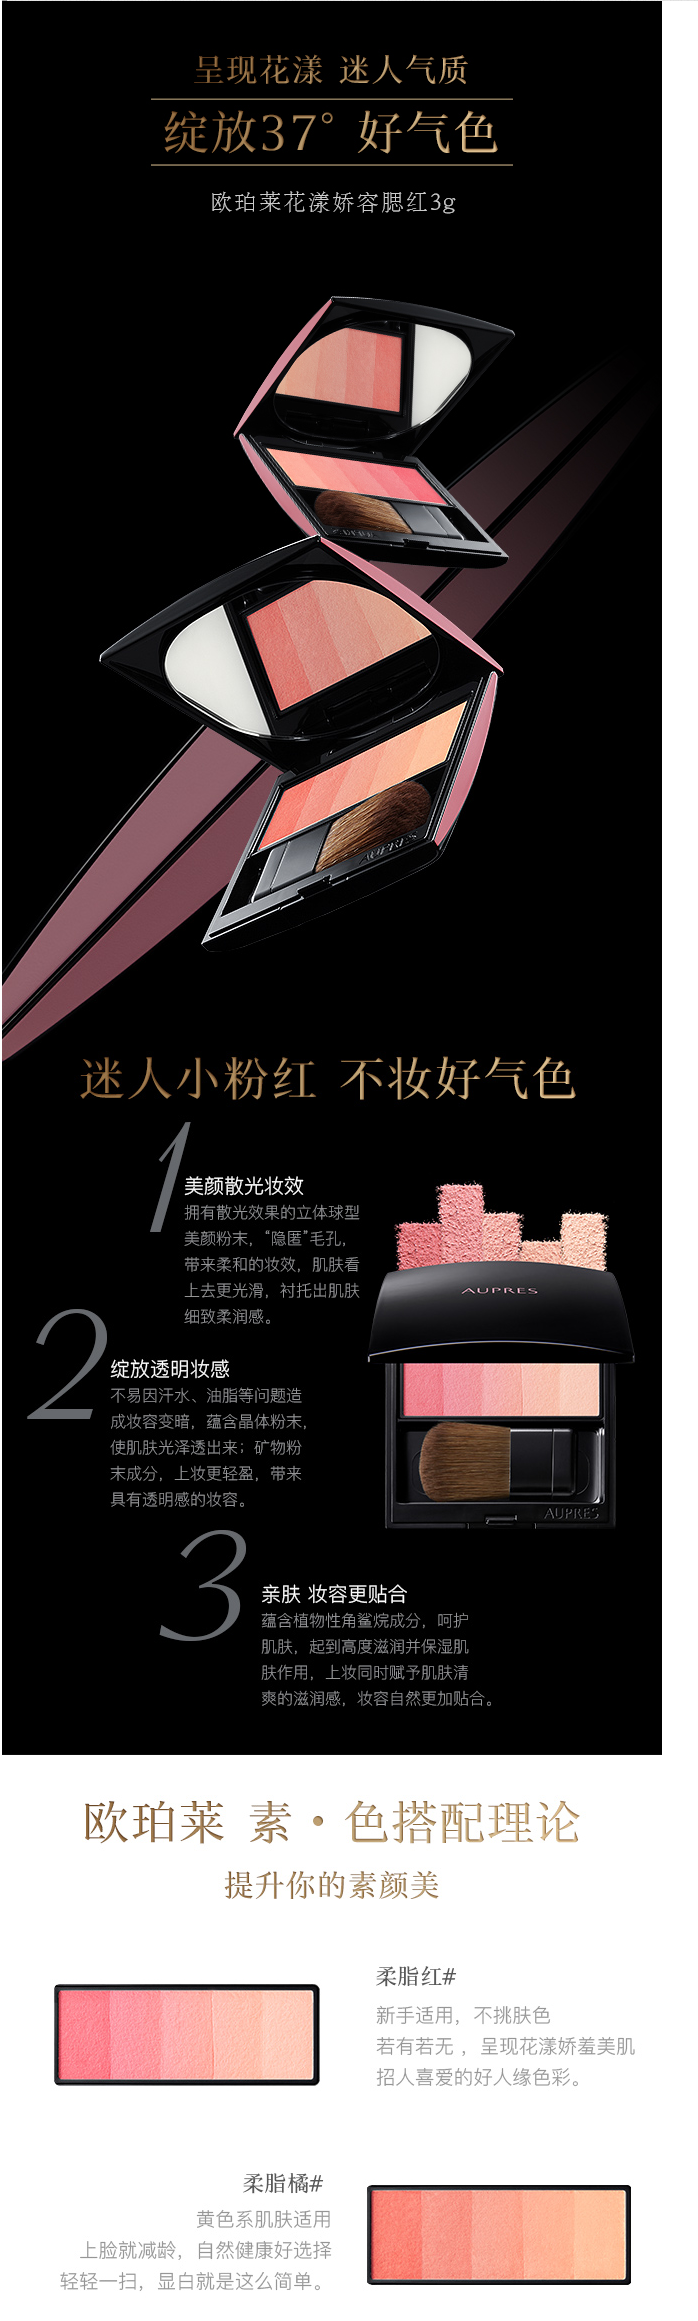 呈现花漾 迷人气质
绽放37° 好气色
欧珀莱花漾娇容腮红3g
AUPRES
迷人小粉红 不妆好气色
1
美颜散光妆效
拥有散光效果的立体球型
美颜粉末，“隐匿”毛孔，
带来柔和的妆效，肌肤看
上去更光滑，衬托出肌肤
细致柔润感。
AUPRES
AUPRES
2
绽放透明妆感
不易因汗水、油脂等问题造
成妆容变暗，蕴含晶体粉末，
使肌肤光泽透出来；矿物粉
末成分，上妆更轻盈，带来
具有透明感的妆容。
3
亲肤 妆容更贴合
蕴含植物性角鲨烷成分，呵护
肌肤，起到高度滋润并保湿肌
肤作用，上妆同时赋予肌肤清
爽的滋润感，妆容自然更加贴合。
欧珀莱 素·色搭配理论
提升你的素颜美
柔脂红#
新手适用，不挑肤色
若有若无 ，呈现花漾娇羞美肌
招人喜爱的好人缘色彩。
柔脂橘#
黄色系肌肤适用
上脸就减龄，自然健康好选择
轻轻一扫，显白就是这么简单。